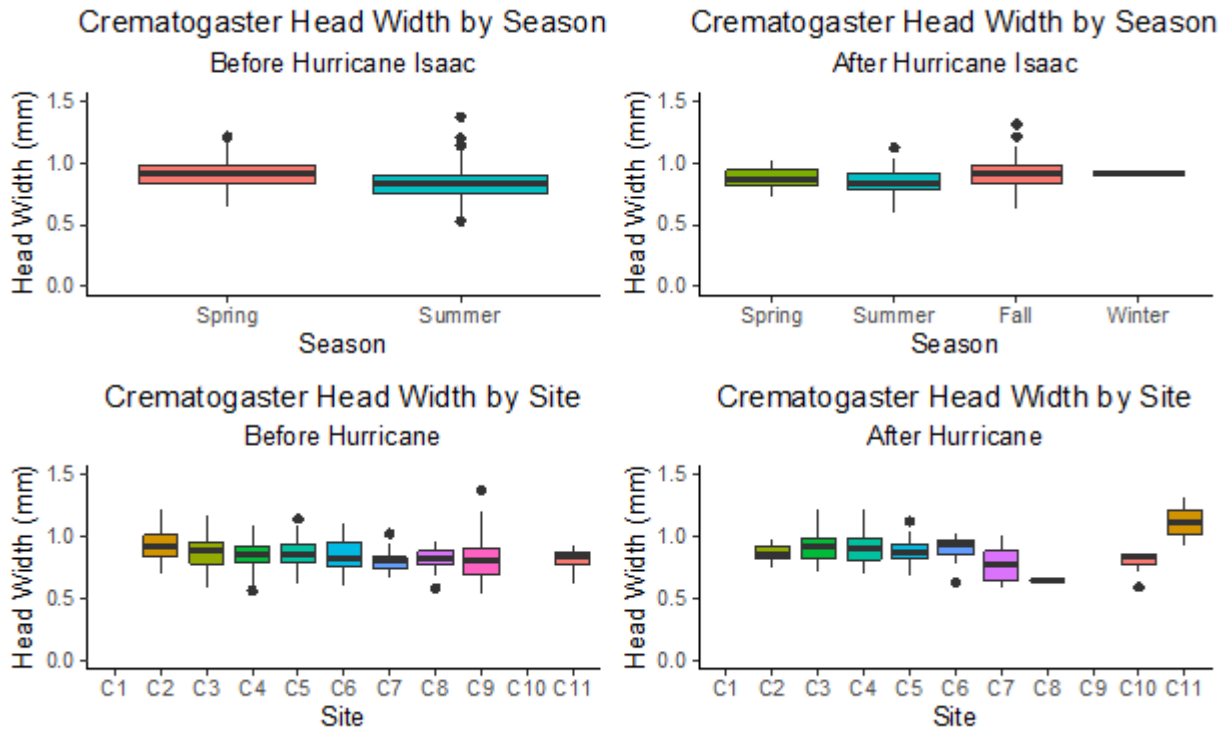 Crematogaster Head Width by Season
Before Hurricane Isaac
Head Width (mm)
1.5
1.0
0.5
0.0
Spring Summer
Season
Crematogaster Head Width by Season
After Hurricane Isaac
Head Width (mm)
1.5
1.0
0.5
0.0
Spring Summer Fall Winter
Season
Crematogaster Head Width by Site
Before Hurricane
Head Width (mm)
1.5
1.0
0.5
0.0
C1 C2 C3 C4 C5 C6 C7 C8 C9 C10 C11
Site
Crematogaster Head Width by Site
After Hurricane
Head Width (mm)
1.5
1.0
0.5
0.0
C1 C2 C3 C4 C5 C6 C7 C8 C9 C10 C11
Site